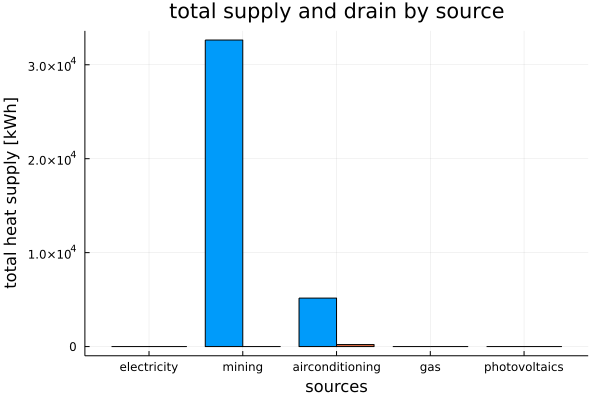 total supply and drain by source
total heat supply [kWh]
3.0×10⁴
2.0×10⁴
1.0×10⁴
0
electricity mining airconditioning gas photovoltaics
sources